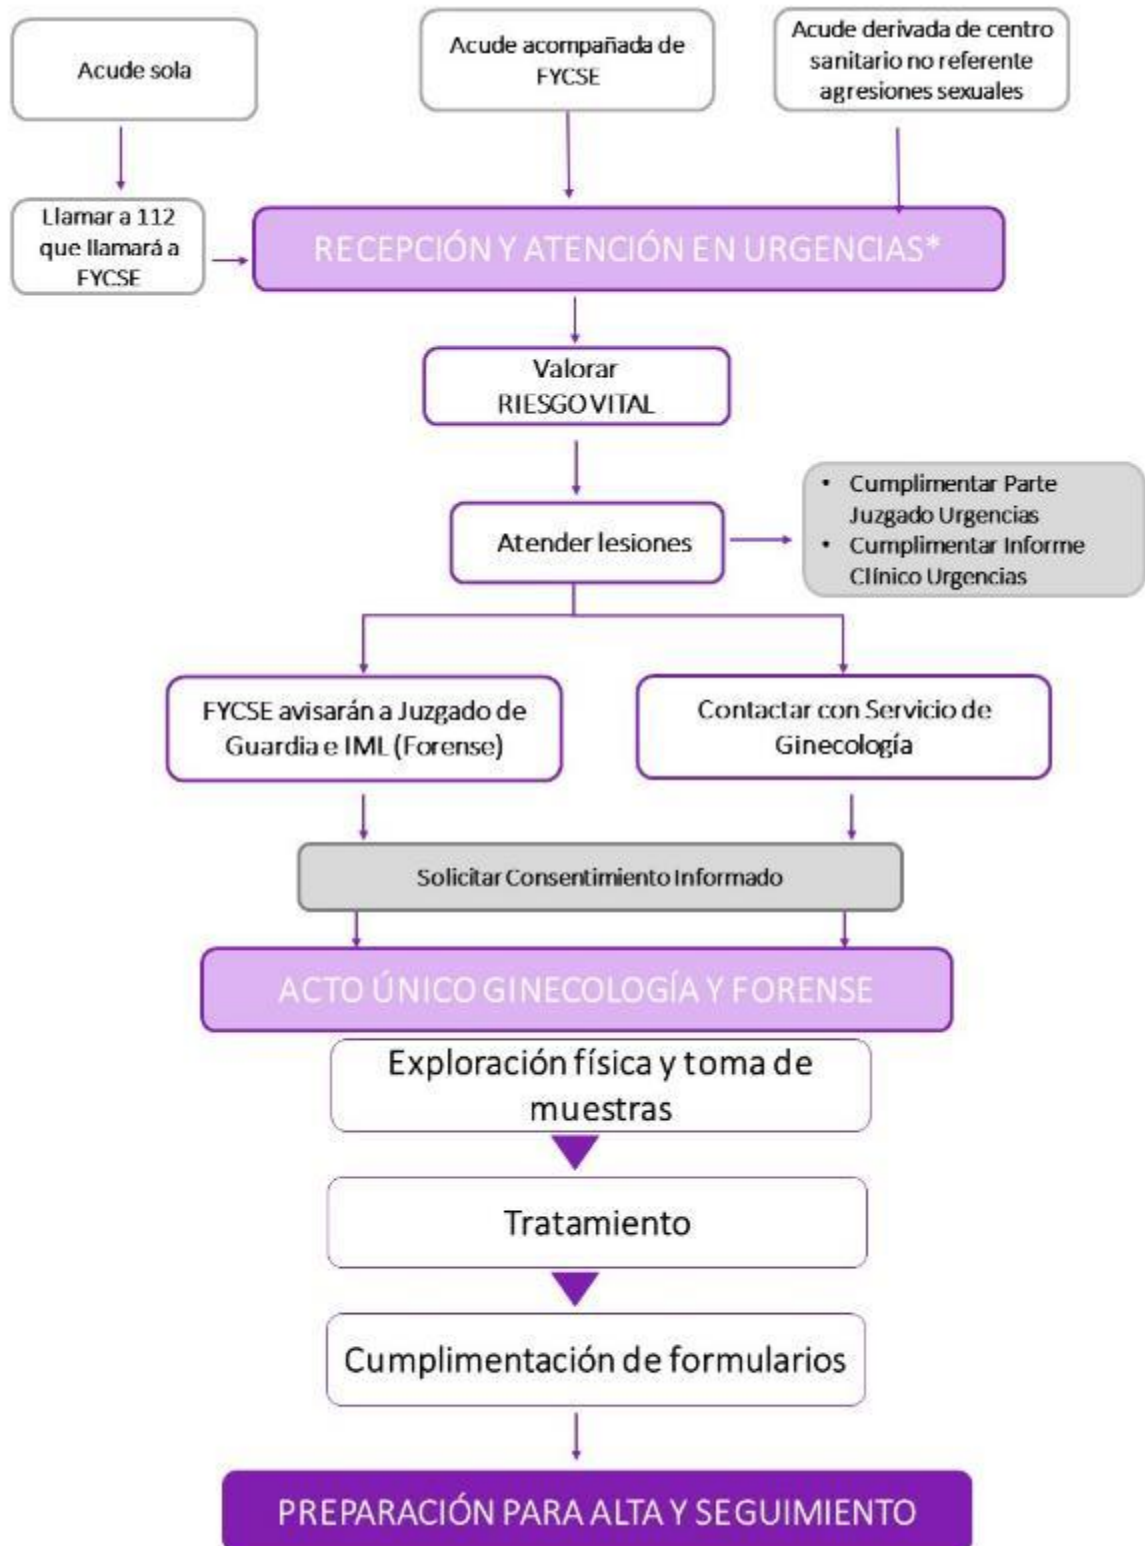 Acude sola
Acude acompañada de
FYCSE
Acude derivada de centro
sanitario no referente
agresiones sexuales
Llamar a 112
que llamará a
FYCSE
RECEPCIÓN Y ATENCIÓN EN URGENCIAS*
Valorar
RIESGO VITAL
Atender lesiones
• Cumplimentar Parte
Juzgado Urgencias
• Cumplimentar Informe
Clínico Urgencias
FYCSE avisarán a Juzgado de
Guardia e IML (Forense)
Contactar con Servicio de
Ginecología
Solicitar Consentimiento Informado
ACTO ÚNICO GINECOLOGÍA Y FORENSE
Exploración física y toma de
muestras
Tratamiento
Cumplimentación de formularios
PREPARACIÓN PARA ALTA Y SEGUIMIENTO